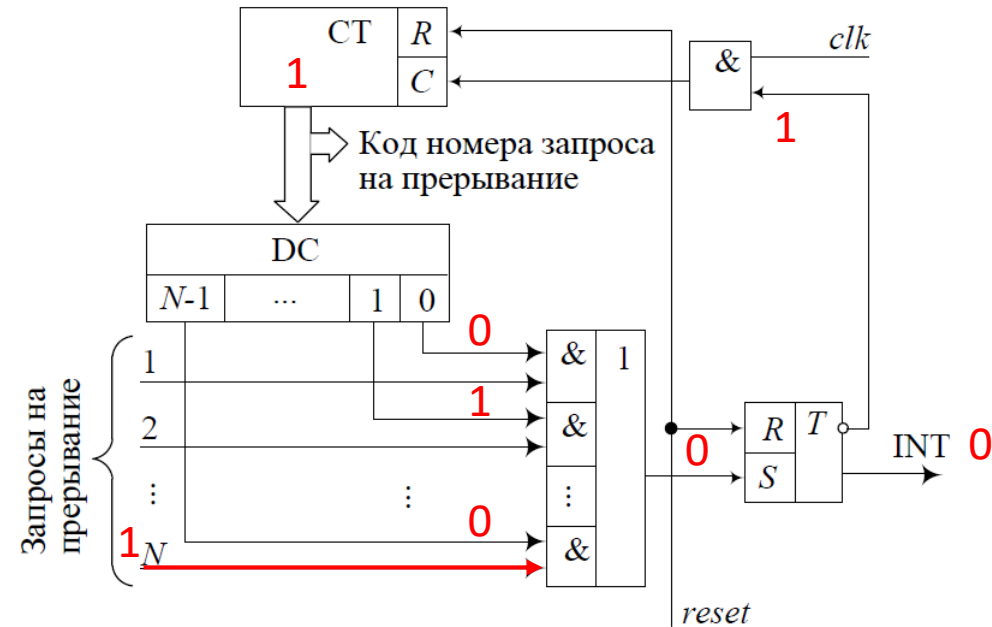 CT R
1
C
& clk
1
Код номера запроса
на прерывание
DC
N-1 ... 1 0
Запросы на
прерывание
1
2
⋮
1 N
0
1
⋮
0
& 1
&
⋮
&
0
R T
S
INT 0
reset